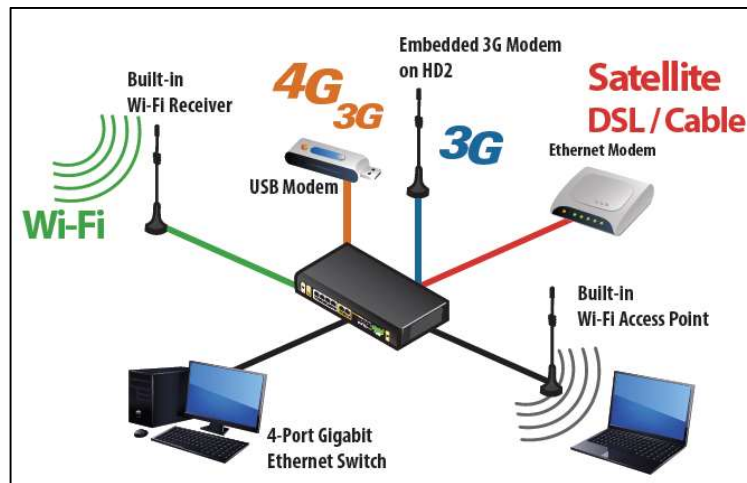 Built-in
Wi-Fi Receiver
Wi-Fi
4G
3G
USB Modem
Embedded 3G Modem
on HD2
3G
Satellite
DSL / Cable
Ethernet Modem
Built-in
Wi-Fi Access Point
4-Port Gigabit
Ethernet Switch